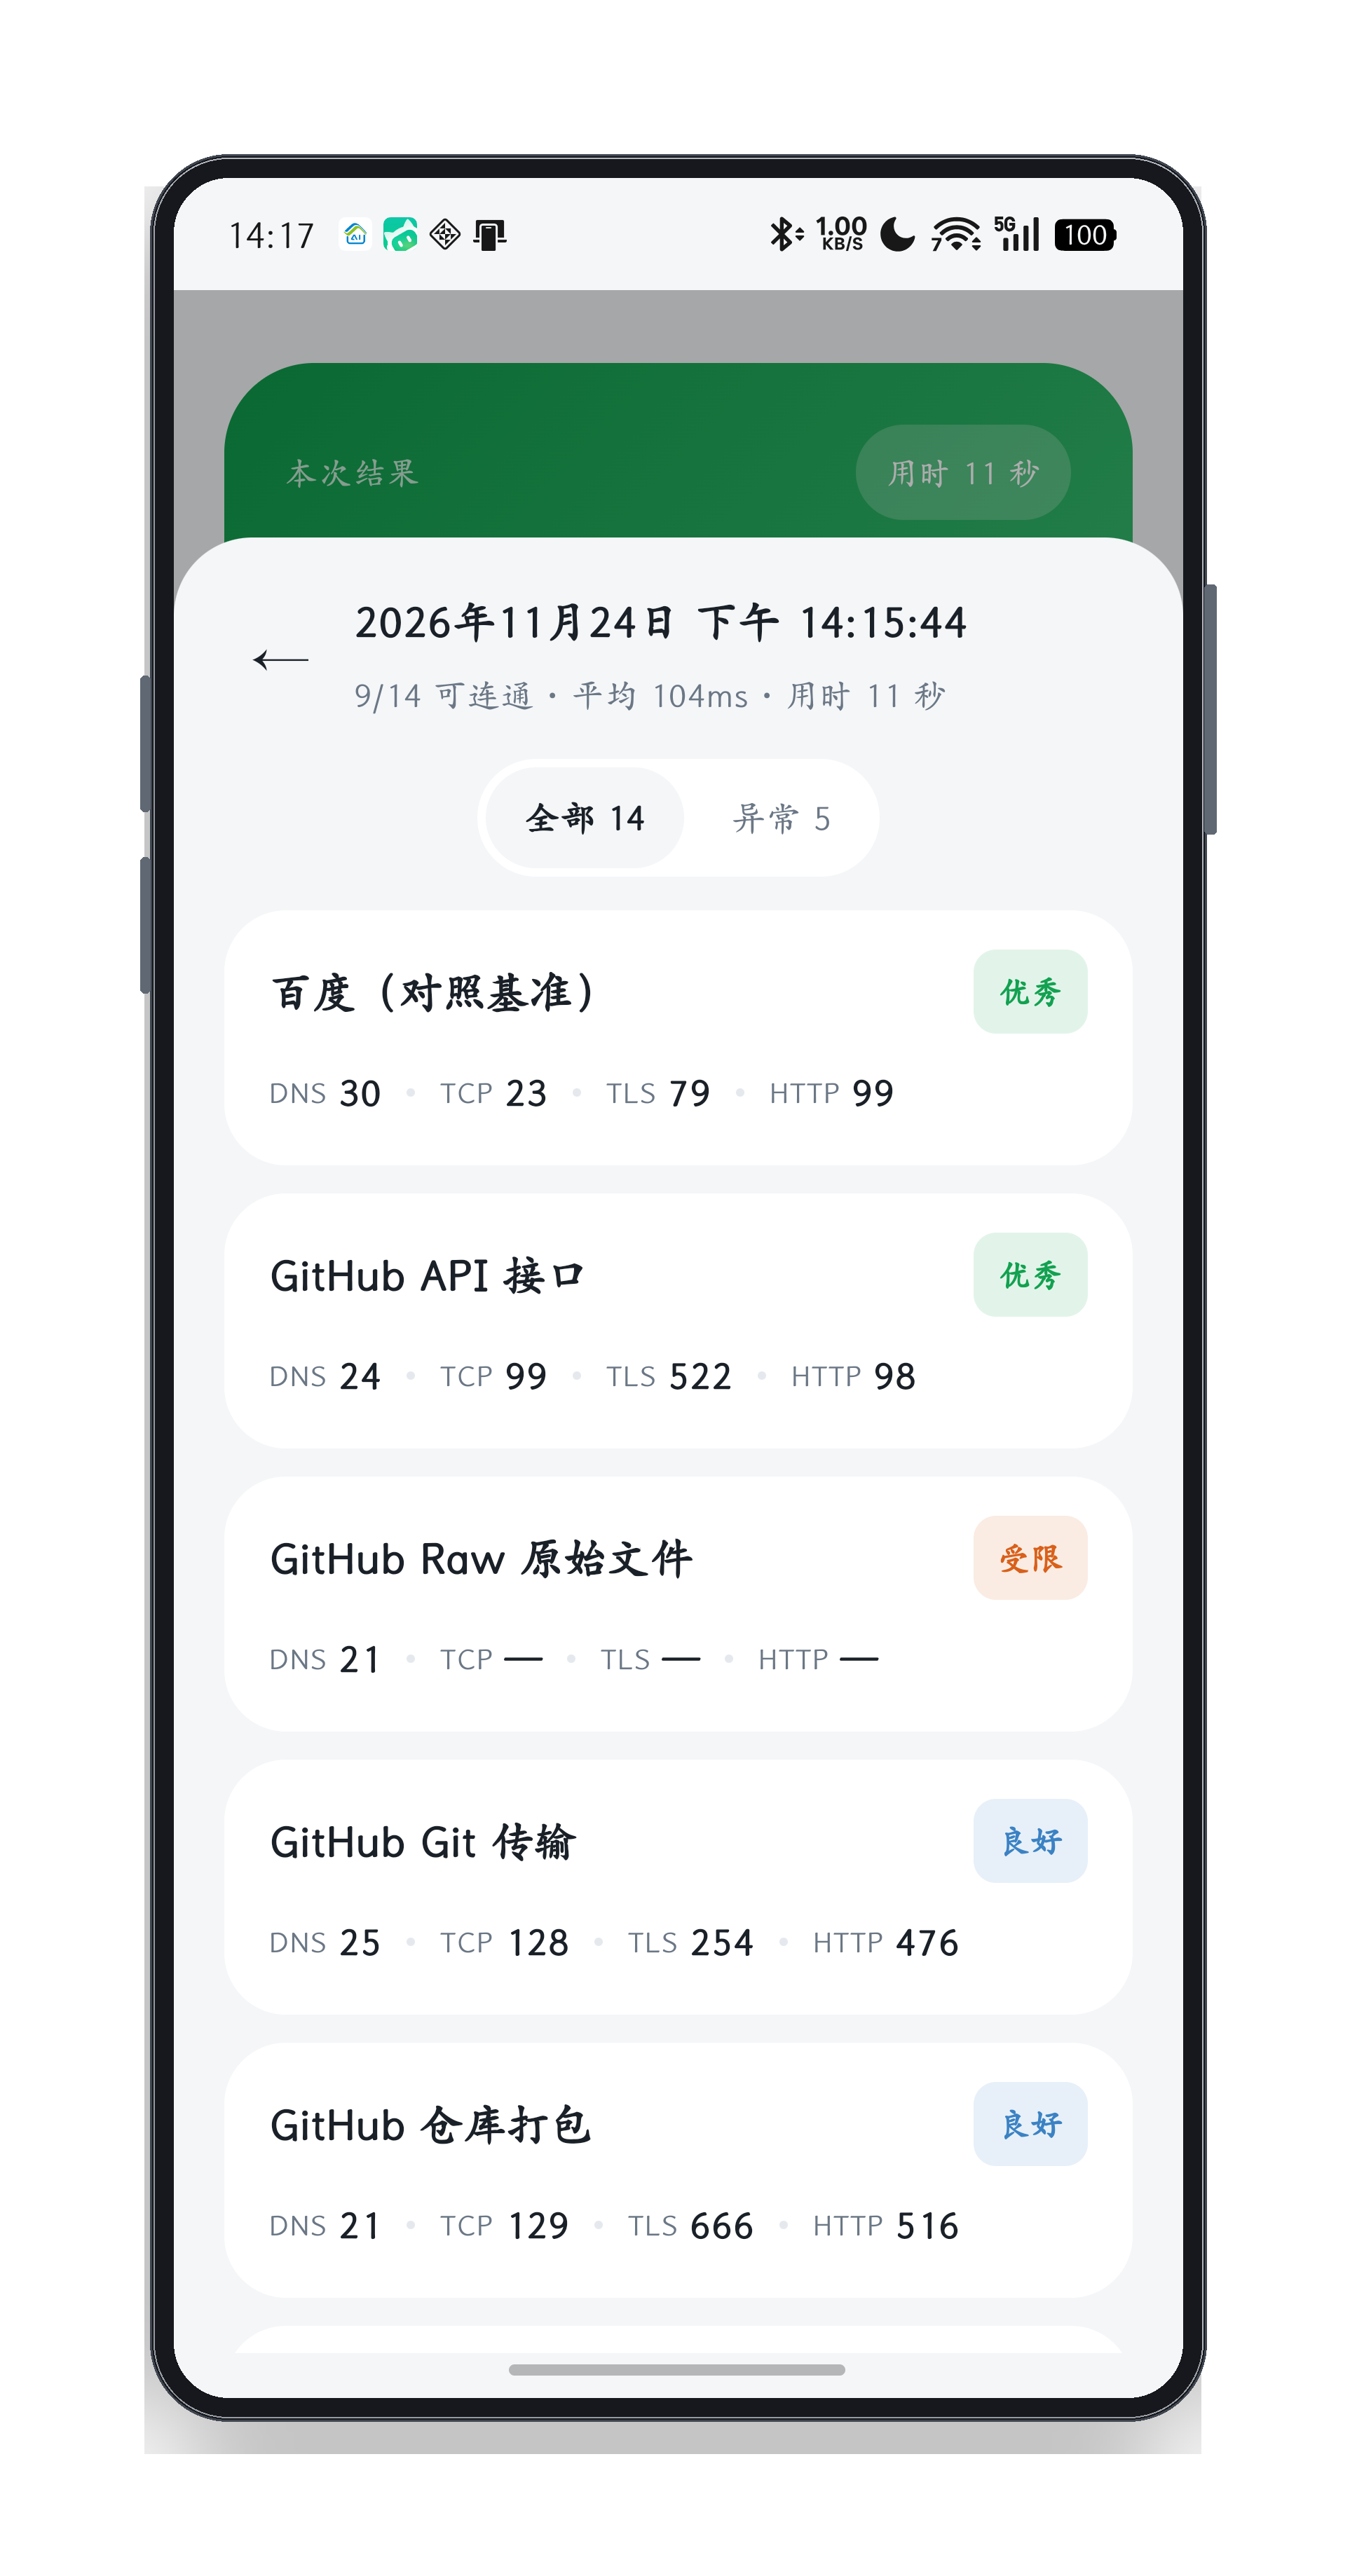 14:17
1.00 KB/S 7 5G 100
本次结果 用时 11 秒
2026年11月24日 下午 14:15:44
9/14 可连通 · 平均 104ms · 用时 11 秒
全部 14 异常 5
百度（对照基准） 优秀
DNS 30 • TCP 23 • TLS 79 • HTTP 99
GitHub API 接口 优秀
DNS 24 • TCP 99 • TLS 522 • HTTP 98
GitHub Raw 原始文件 受限
DNS 21 • TCP — • TLS — • HTTP —
GitHub Git 传输 良好
DNS 25 • TCP 128 • TLS 254 • HTTP 476
GitHub 仓库打包 良好
DNS 21 • TCP 129 • TLS 666 • HTTP 516